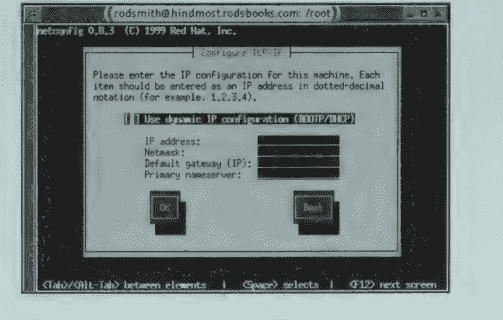 (rodsmith@hindmost.rodsbooks.com: /root)
netconfig 0.8.3 (C) 1999 Red Hat, Inc.
Configure TCP/IP
Please enter the IP configuration for this machine. Each
item should be entered as an IP address in dotted-decimal
notation (for example, 1.2.3.4).
[ ] Use dynamic IP configuration (BOOTP/DHCP)
IP address:
Netmask:
Default gateway (IP):
Primary nameserver:
OK
Back
<Tab>/<Alt-Tab> between elements | <Space> selects | <F12> next screen